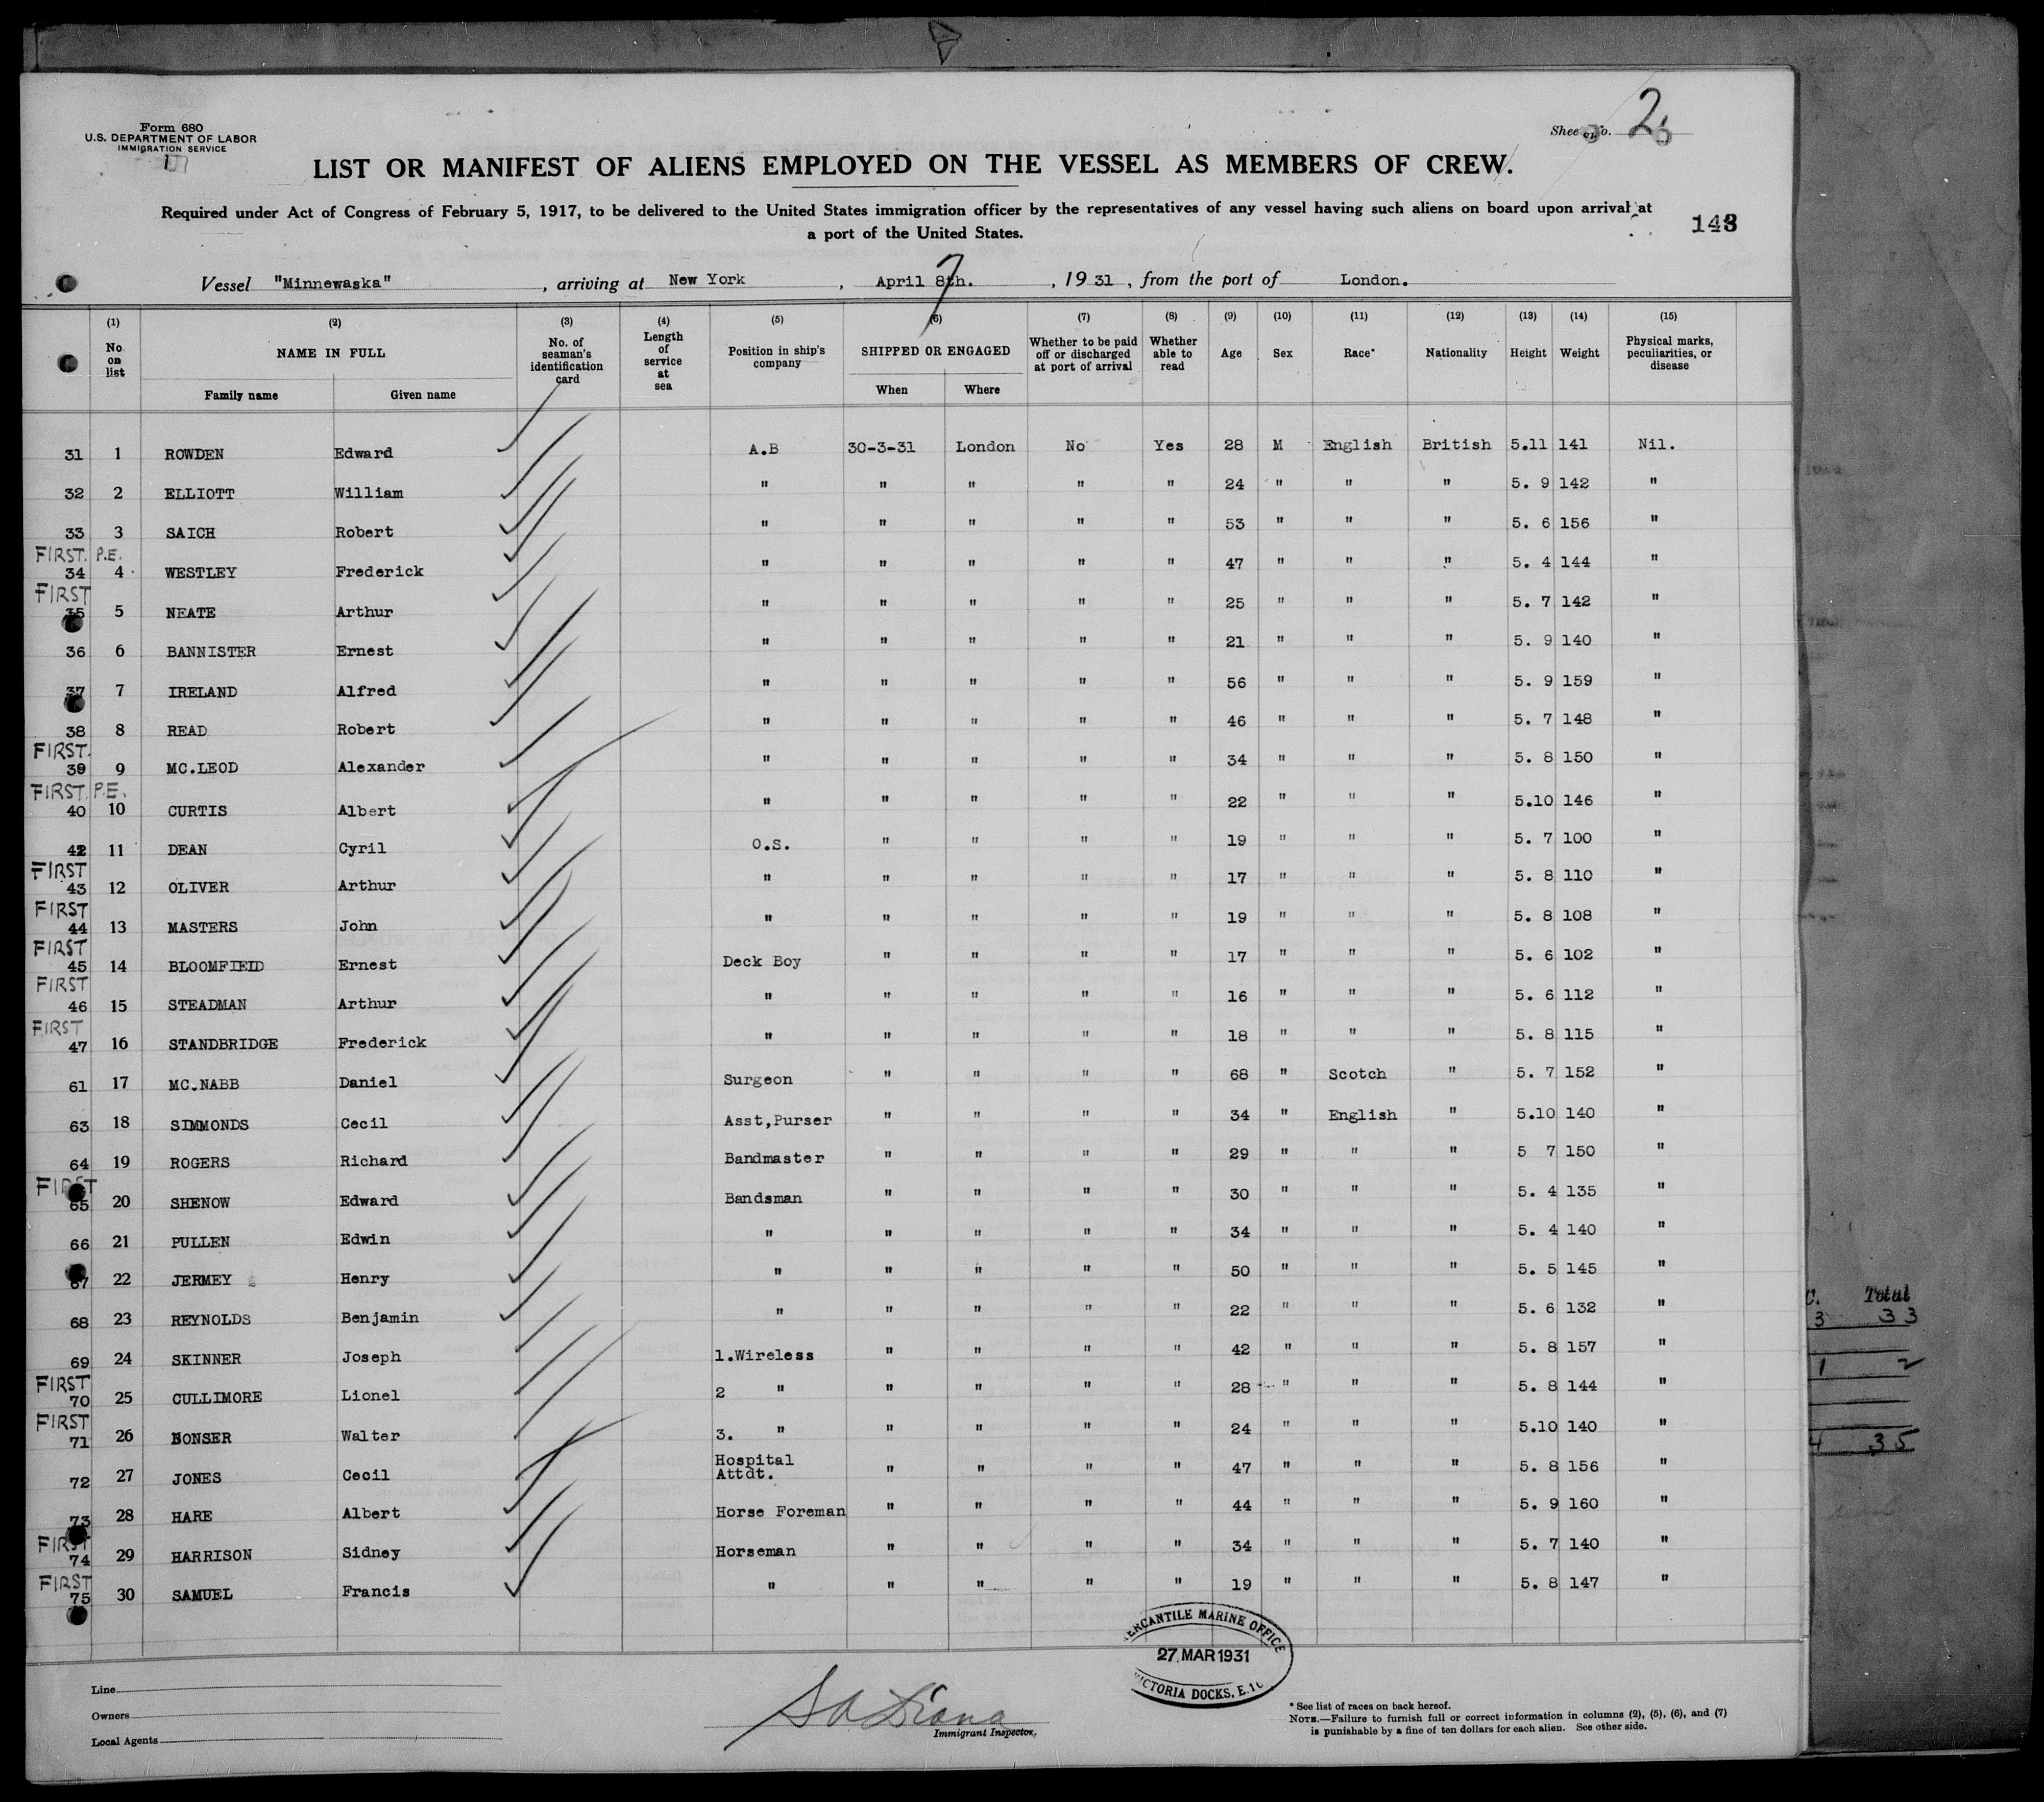 Form 680
U.S. DEPARTMENT OF LABOR
IMMIGRATION SERVICE
Sheet No. 2
LIST OR MANIFEST OF ALIENS EMPLOYED ON THE VESSEL AS MEMBERS OF CREW.
Required under Act of Congress of February 5, 1917, to be delivered to the United States immigration officer by the representatives of any vessel having such aliens on board upon arrival at
a port of the United States.
143
Vessel "Minnewaska" , arriving at New York , April 8th. 7 , 1931 , from the port of London.
(1) (2) (3) (4) (5) (6) (7) (8) (9) (10) (11) (12) (13) (14) (15)
No on list NAME IN FULL Family name Given name No. of seaman's identification card Length of service at sea Position in ship's company SHIPPED OR ENGAGED When Where Whether to be paid off or discharged at port of arrival Whether able to read Age Sex Race* Nationality Height Weight Physical marks, peculiarities, or disease
31 1 ROWDEN Edward A.B 30-3-31 London No Yes 28 M English British 5.11 141 Nil.
32 2 ELLIOTT William " " " " " 24 " " " 5. 9 142 "
33 3 SAICH Robert " " " " " 53 " " " 5. 6 156 "
FIRST. P.E.
34 4 WESTLEY Frederick " " " " " 47 " " " 5. 4 144 "
FIRST
35 5 NEATE Arthur " " " " " 25 " " " 5. 7 142 "
36 6 BANNISTER Ernest " " " " " 21 " " " 5. 9 140 "
37 7 IRELAND Alfred " " " " " 56 " " " 5. 9 159 "
38 8 READ Robert " " " " " 46 " " " 5. 7 148 "
FIRST.
39 9 MC.LEOD Alexander " " " " " 34 " " " 5. 8 150 "
FIRST. P.E.
40 10 CURTIS Albert " " " " " 22 " " " 5.10 146 "
42 11 DEAN Cyril O.S. " " " " 19 " " " 5. 7 100 "
FIRST
43 12 OLIVER Arthur " " " " " 17 " " " 5. 8 110 "
FIRST
44 13 MASTERS John " " " " " 19 " " " 5. 8 108 "
FIRST
45 14 BLOOMFIELD Ernest Deck Boy " " " " 17 " " " 5. 6 102 "
FIRST
46 15 STEADMAN Arthur " " " " " 16 " " " 5. 6 112 "
FIRST
47 16 STANDBRIDGE Frederick " " " " " 18 " " " 5. 8 115 "
61 17 MC.NABB Daniel Surgeon " " " " 68 " Scotch " 5. 7 152 "
63 18 SIMMONDS Cecil Asst,Purser " " " " 34 " English " 5.10 140 "
64 19 ROGERS Richard Bandmaster " " " " 29 " " " 5 7 150 "
FIRST
65 20 SHENOW Edward Bandsman " " " " 30 " " " 5. 4 135 "
66 21 PULLEN Edwin " " " " " 34 " " " 5. 4 140 "
67 22 JERMEY Henry " " " " " 50 " " " 5. 5 145 "
68 23 REYNOLDS Benjamin " " " " " 22 " " " 5. 6 132 "
69 24 SKINNER Joseph 1.Wireless " " " " 42 " " " 5. 8 157 "
FIRST
70 25 CULLIMORE Lionel 2 " " " " " 28 " " " 5. 8 144 "
FIRST
71 26 BONSER Walter 3. " " " " " 24 " " " 5.10 140 "
72 27 JONES Cecil Hospital Attdt. " " " " 47 " " " 5. 8 156 "
73 28 HARE Albert Horse Foreman " " " " 44 " " " 5. 9 160 "
FIRST
74 29 HARRISON Sidney Horseman " " " " 34 " " " 5. 7 140 "
FIRST
75 30 SAMUEL Francis " " " " " 19 " " " 5. 8 147 "
C. Total
3 33
1 2
4 35
MERCANTILE MARINE OFFICE
27 MAR 1931
VICTORIA DOCKS, E.16
Line
Owners
Local Agents
Immigrant Inspector.
* See list of races on back hereof.
NOTE.—Failure to furnish full or correct information in columns (2), (5), (6), and (7)
is punishable by a fine of ten dollars for each alien. See other side.